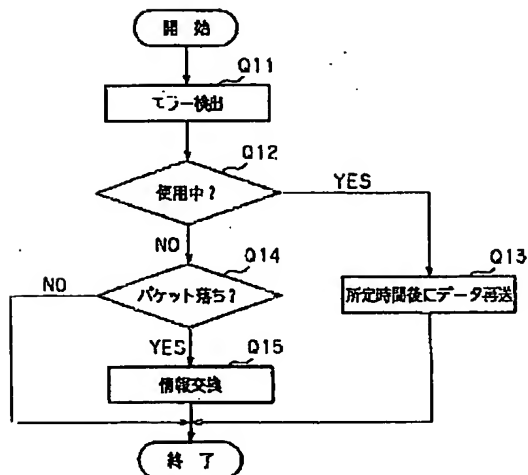 開始
Q11
エラー検出
Q12
使用中?
YES
NO
Q14
Q13
NO
パケット落ち?
所定時間後にデータ再送
YES
Q15
情報交換
終了